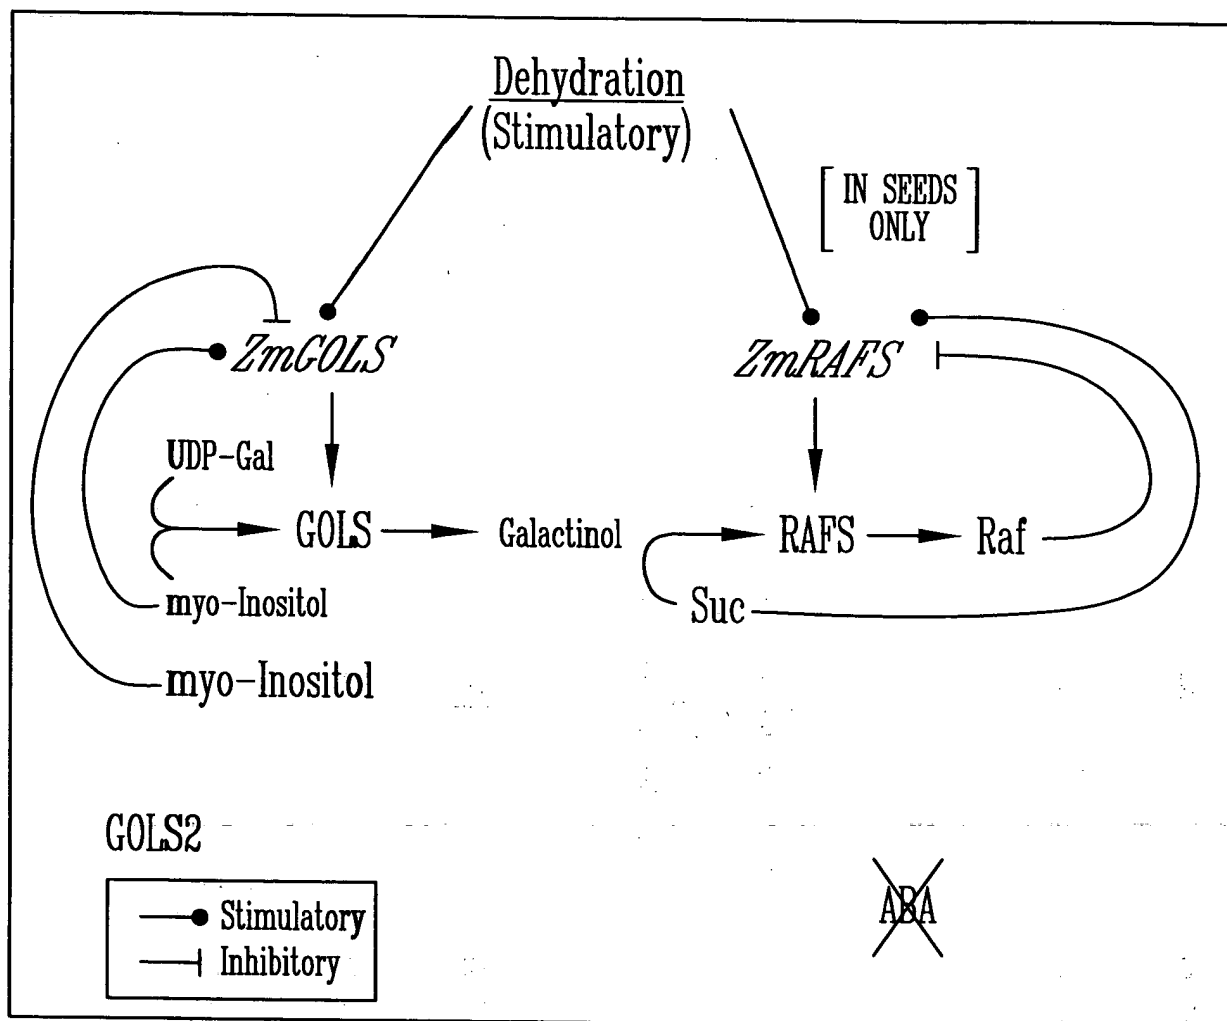 Dehydration
(Stimulatory)
IN SEEDS
ONLY
ZmGOLS
ZmRAFS
UDP-Gal
GOLS
Galactinol
RAFS
Raf
myo-Inositol
Suc
myo-Inositol
GOLS2
ABA
Stimulatory
Inhibitory